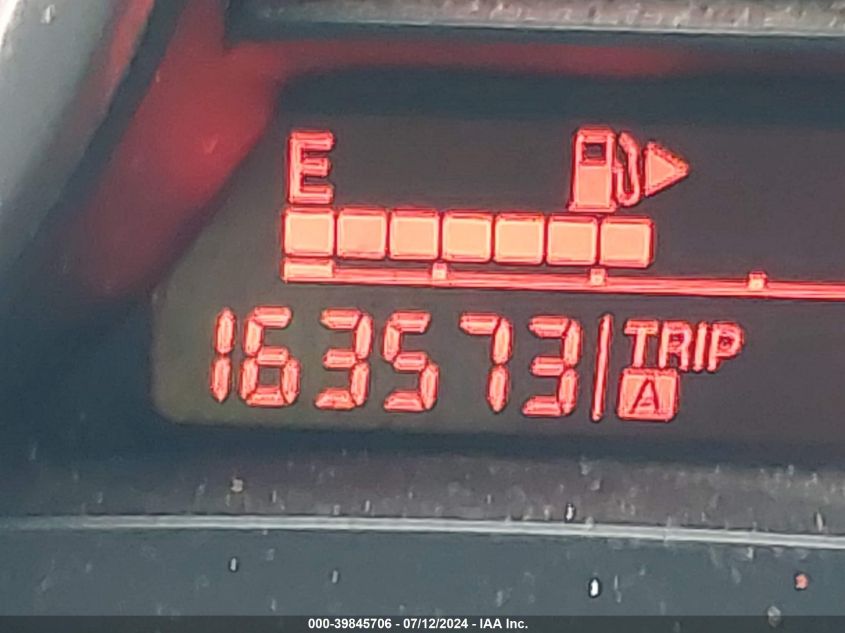 E
163573 TRIP
A
000-39845706 - 07/12/2024 - IAA Inc.